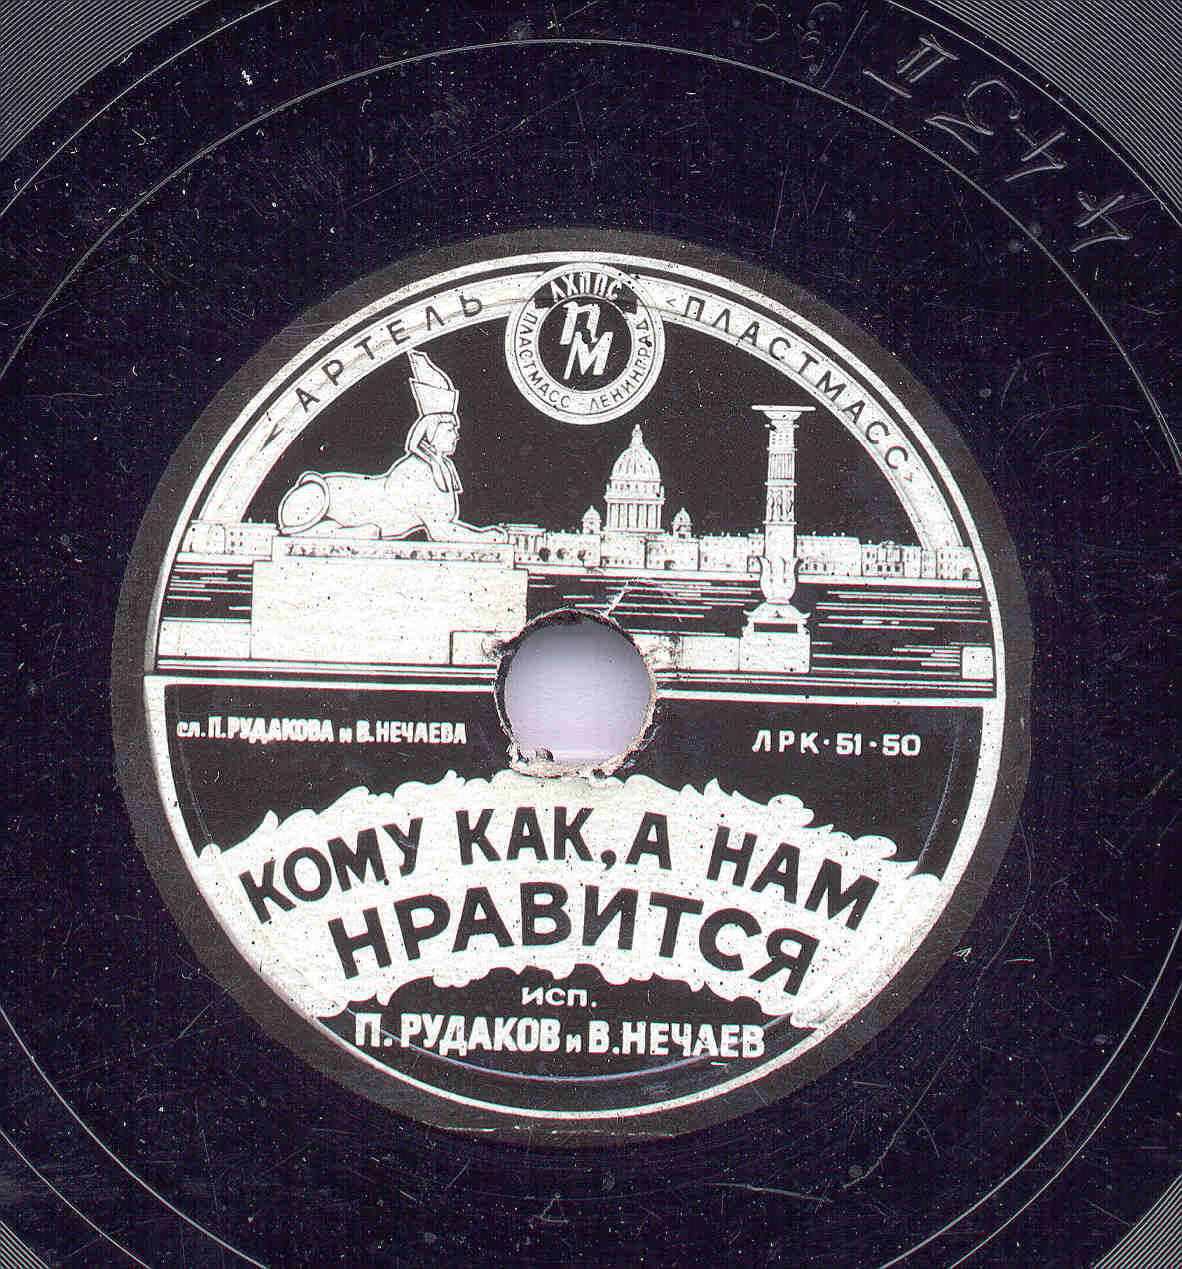 АРТЕЛЬ «ПЛАСТМАСС»
ЛХППС
ПМ
ПЛАСТМАСС - ЛЕНИНГРАД
сл. П. РУДАКОВА и В. НЕЧАЕВА
ЛРК·51-50
КОМУ КАК, А НАМ
НРАВИТСЯ
исп.
П. РУДАКОВ и В. НЕЧАЕВ